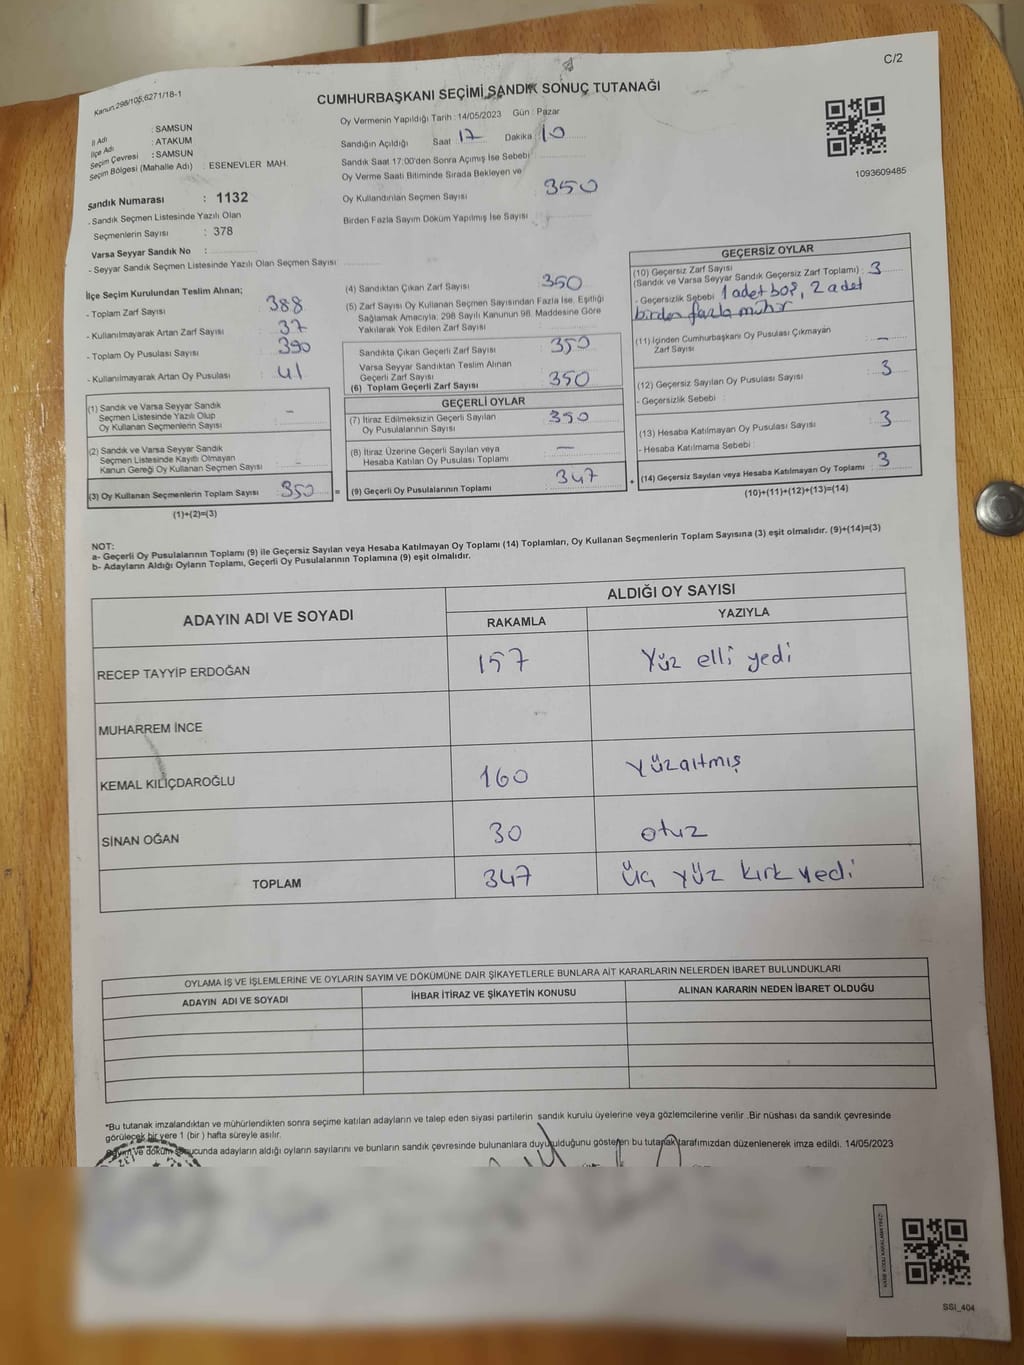 C/2
Kanun:298/105,6271/18-1
CUMHURBAŞKANI SEÇİMİ SANDIK SONUÇ TUTANAĞI
İl Adı : SAMSUN
İlçe Adı : ATAKUM
Seçim Çevresi : SAMSUN
Seçim Bölgesi (Mahalle Adı) : ESENEVLER MAH.
Sandık Numarası : 1132
- Sandık Seçmen Listesinde Yazılı Olan
Seçmenlerin Sayısı : 378
Varsa Seyyar Sandık No :
- Seyyar Sandık Seçmen Listesinde Yazılı Olan Seçmen Sayısı
Oy Vermenin Yapıldığı Tarih : 14/05/2023 Gün : Pazar
Sandığın Açıldığı Saat 17 Dakika 10
Sandık Saat 17:00'den Sonra Açımış İse Sebebi
Oy Verme Saati Bitiminde Sırada Bekleyen ve
Oy Kullandırılan Seçmen Sayısı 350
Birden Fazla Sayım Döküm Yapılmış İse Sayısı
1093609485
İlçe Seçim Kurulundan Teslim Alınan;
- Toplam Zarf Sayısı 388
- Kullanılmayarak Artan Zarf Sayısı 37
- Toplam Oy Pusulası Sayısı 390
- Kullanılmayarak Artan Oy Pusulası 41
(1) Sandık ve Varsa Seyyar Sandık
Seçmen Listesinde Yazılı Olup
Oy Kullanan Seçmenlerin Sayısı -
(2) Sandık ve Varsa Seyyar Sandık
Seçmen Listesinde Kayıtlı Olmayan
Kanun Gereği Oy Kullanan Seçmen Sayısı -
(3) Oy Kullanan Seçmenlerin Toplam Sayısı 350 =
(1)+(2)=(3)
(4) Sandıktan Çıkan Zarf Sayısı 350
(5) Zarf Sayısı Oy Kullanan Seçmen Sayısından Fazla İse, Eşitliği
Sağlamak Amacıyla, 298 Sayılı Kanunun 98. Maddesine Göre
Yakılarak Yok Edilen Zarf Sayısı
Sandıkta Çıkan Geçerli Zarf Sayısı 350
Varsa Seyyar Sandıktan Teslim Alınan
Geçerli Zarf Sayısı
(6) Toplam Geçerli Zarf Sayısı 350
GEÇERLİ OYLAR
(7) İtiraz Edilmeksizin Geçerli Sayılan
Oy Pusulalarının Sayısı 350
(8) İtiraz Üzerine Geçerli Sayılan veya
Hesaba Katılan Oy Pusulası Toplamı -
(9) Geçerli Oy Pusulalarının Toplamı 347 +
GEÇERSİZ OYLAR
(10) Geçersiz Zarf Sayısı
(Sandık ve Varsa Seyyar Sandık Geçersiz Zarf Toplamı) : 3
- Geçersizlik Sebebi 1 adet boş, 2 adet
birden fazla mühür
(11) İçinden Cumhurbaşkanı Oy Pusulası Çıkmayan
Zarf Sayısı -
(12) Geçersiz Sayılan Oy Pusulası Sayısı 3
- Geçersizlik Sebebi :
(13) Hesaba Katılmayan Oy Pusulası Sayısı 3
- Hesaba Katılmama Sebebi :
(14) Geçersiz Sayılan veya Hesaba Katılmayan Oy Toplamı 3
(10)+(11)+(12)+(13)=(14)
NOT:
a- Geçerli Oy Pusulalarının Toplamı (9) ile Geçersiz Sayılan veya Hesaba Katılmayan Oy Toplamı (14) Toplamları, Oy Kullanan Seçmenlerin Toplam Sayısına (3) eşit olmalıdır. (9)+(14)=(3)
b- Adayların Aldığı Oyların Toplamı, Geçerli Oy Pusulalarının Toplamına (9) eşit olmalıdır.
ADAYIN ADI VE SOYADI
ALDIĞI OY SAYISI
RAKAMLA YAZIYLA
RECEP TAYYİP ERDOĞAN 157 Yüz elli yedi
MUHARREM İNCE
KEMAL KILIÇDAROĞLU 160 Yüzaltmış
SİNAN OĞAN 30 otuz
TOPLAM 347 Üç yüz kırk yedi
OYLAMA İŞ VE İŞLEMLERİNE VE OYLARIN SAYIM VE DÖKÜMÜNE DAİR ŞİKAYETLERLE BUNLARA AİT KARARLARIN NELERDEN İBARET BULUNDUKLARI
ADAYIN ADI VE SOYADI İHBAR İTİRAZ VE ŞİKAYETİN KONUSU ALINAN KARARIN NEDEN İBARET OLDUĞU
*Bu tutanak imzalandıktan ve mühürlendikten sonra seçime katılan adayların ve talep eden siyasi partilerin sandık kurulu üyelerine veya gözlemcilerine verilir .Bir nüshası da sandık çevresinde
görülecek bir yere 1 (bir ) hafta süreyle asılır.
Sayım ve döküm sonucunda adayların aldığı oyların sayılarını ve bunların sandık çevresinde bulunanlara duyurulduğunu gösteren bu tutanak tarafımızdan düzenlenerek imza edildi. 14/05/2023
SSI_404